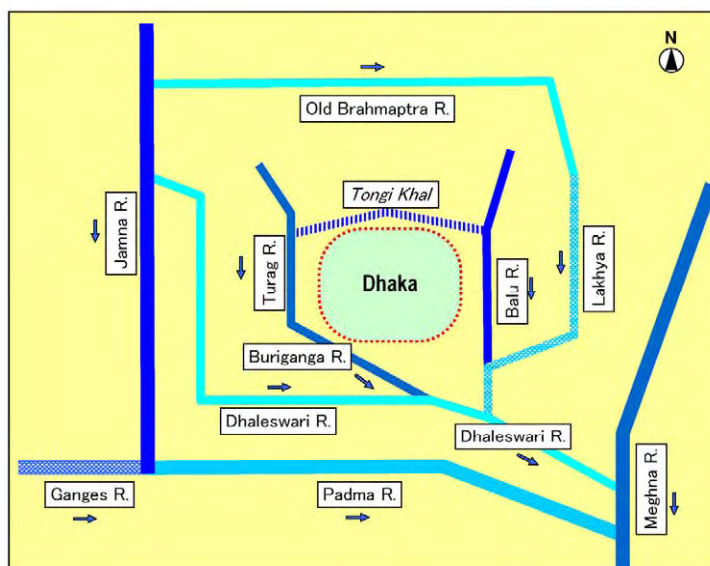 N
Old Brahmaptra R.
Tongi Khal
Jamna R.
Turag R.
Dhaka
Balu R.
Lakhya R.
Buriganga R.
Dhaleswari R.
Dhaleswari R.
Ganges R.
Padma R.
Meghna R.